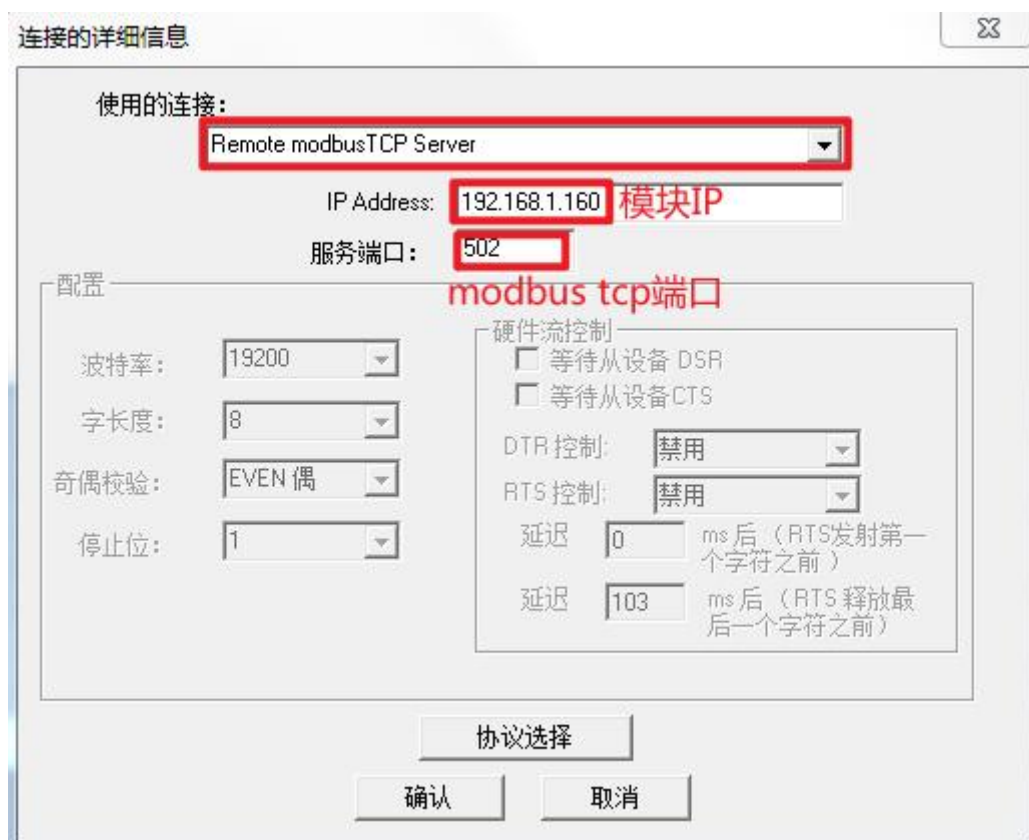 连接的详细信息
使用的连接：
Remote modbusTCP Server
IP Address: 192.168.1.160 模块IP
服务端口： 502
modbus tcp端口
配置
波特率： 19200
字长度： 8
奇偶校验： EVEN 偶
停止位： 1
硬件流控制
等待从设备 DSR
等待从设备CTS
DTR 控制: 禁用
RTS 控制: 禁用
延迟 0 ms 后（RTS发射第一
个字符之前 ）
延迟 103 ms 后（RTS 释放最
后一个字符之前）
协议选择
确认 取消